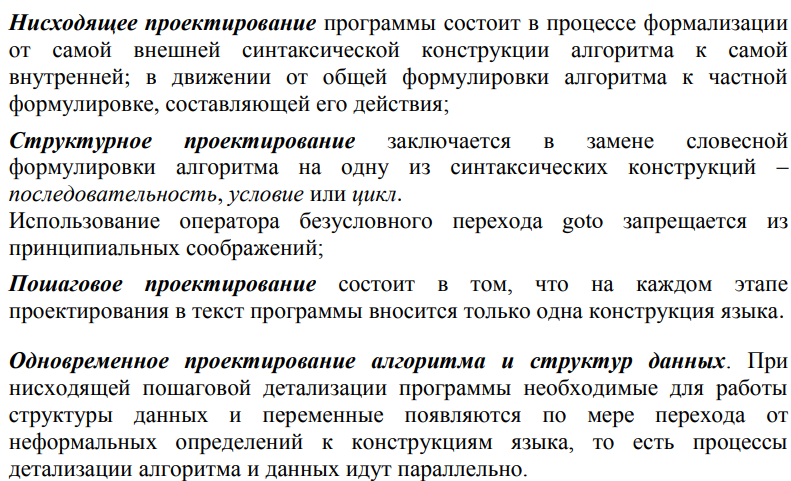 Нисходящее проектирование программы состоит в процессе формализации
от самой внешней синтаксической конструкции алгоритма к самой
внутренней; в движении от общей формулировки алгоритма к частной
формулировке, составляющей его действия;
Структурное проектирование заключается в замене словесной
формулировки алгоритма на одну из синтаксических конструкций –
последовательность, условие или цикл.
Использование оператора безусловного перехода goto запрещается из
принципиальных соображений;
Пошаговое проектирование состоит в том, что на каждом этапе
проектирования в текст программы вносится только одна конструкция языка.
Одновременное проектирование алгоритма и структур данных. При
нисходящей пошаговой детализации программы необходимые для работы
структуры данных и переменные появляются по мере перехода от
неформальных определений к конструкциям языка, то есть процессы
детализации алгоритма и данных идут параллельно.